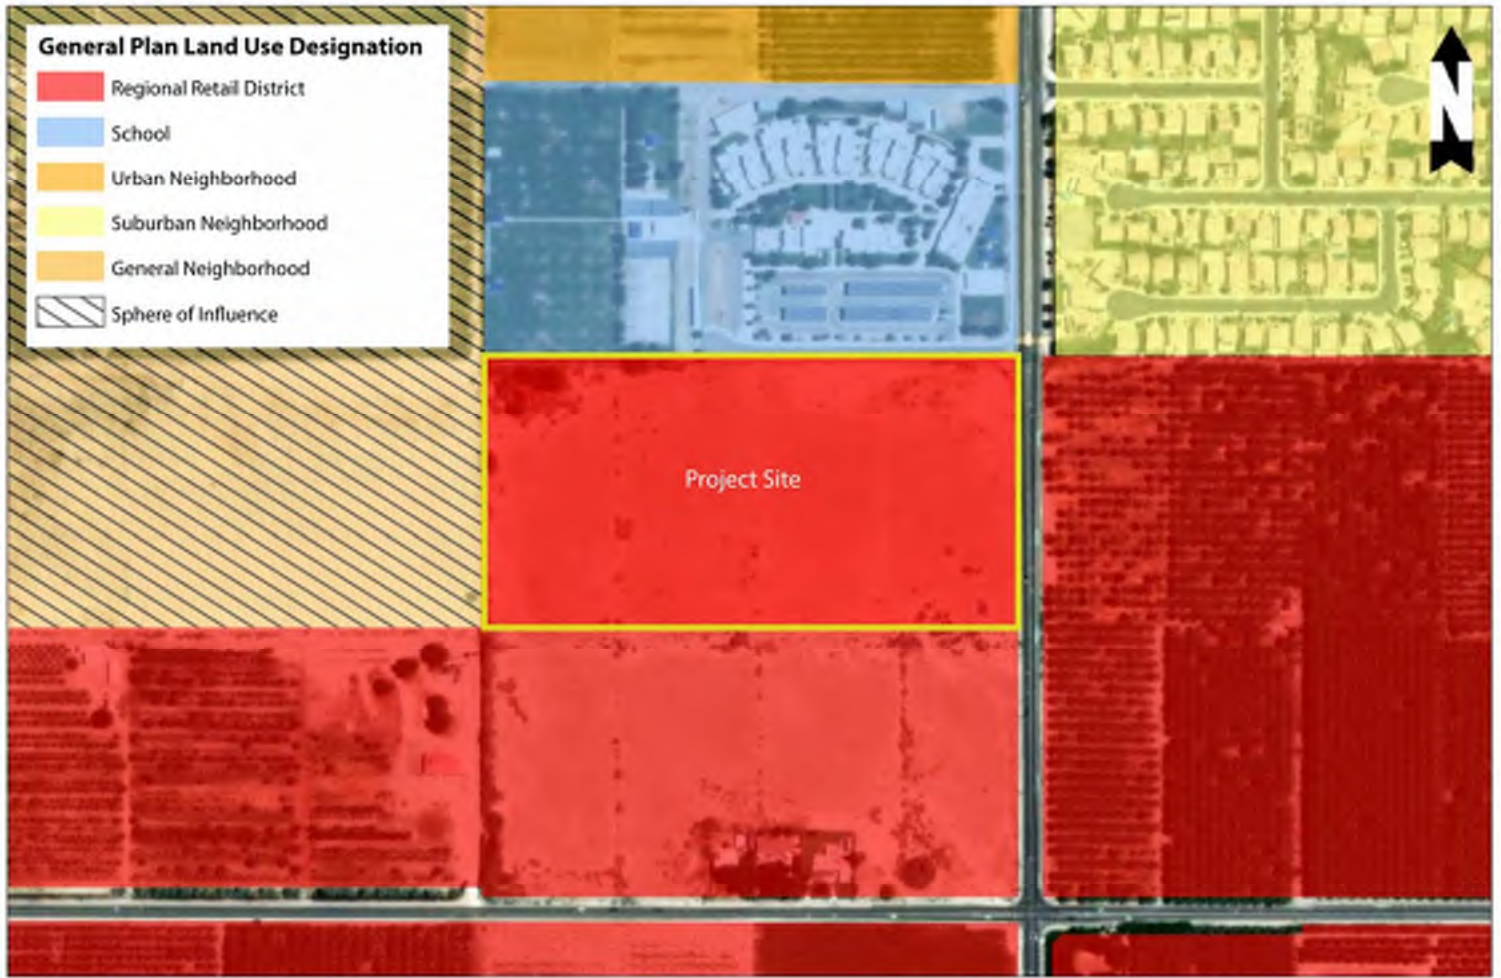 General Plan Land Use Designation
Regional Retail District
School
Urban Neighborhood
Suburban Neighborhood
General Neighborhood
Sphere of Influence
N
Project Site